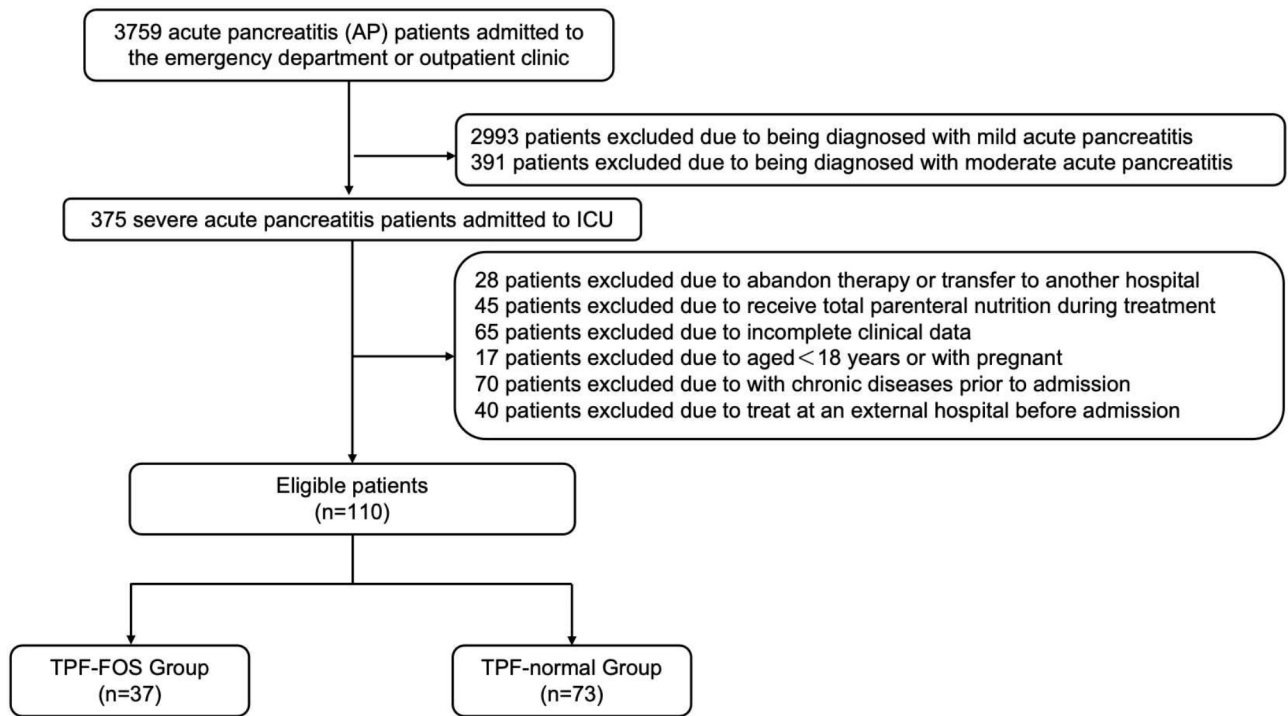 3759 acute pancreatitis (AP) patients admitted to
the emergency department or outpatient clinic
2993 patients excluded due to being diagnosed with mild acute pancreatitis
391 patients excluded due to being diagnosed with moderate acute pancreatitis
375 severe acute pancreatitis patients admitted to ICU
28 patients excluded due to abandon therapy or transfer to another hospital
45 patients excluded due to receive total parenteral nutrition during treatment
65 patients excluded due to incomplete clinical data
17 patients excluded due to aged<18 years or with pregnant
70 patients excluded due to with chronic diseases prior to admission
40 patients excluded due to treat at an external hospital before admission
Eligible patients
(n=110)
TPF-FOS Group
(n=37)
TPF-normal Group
(n=73)